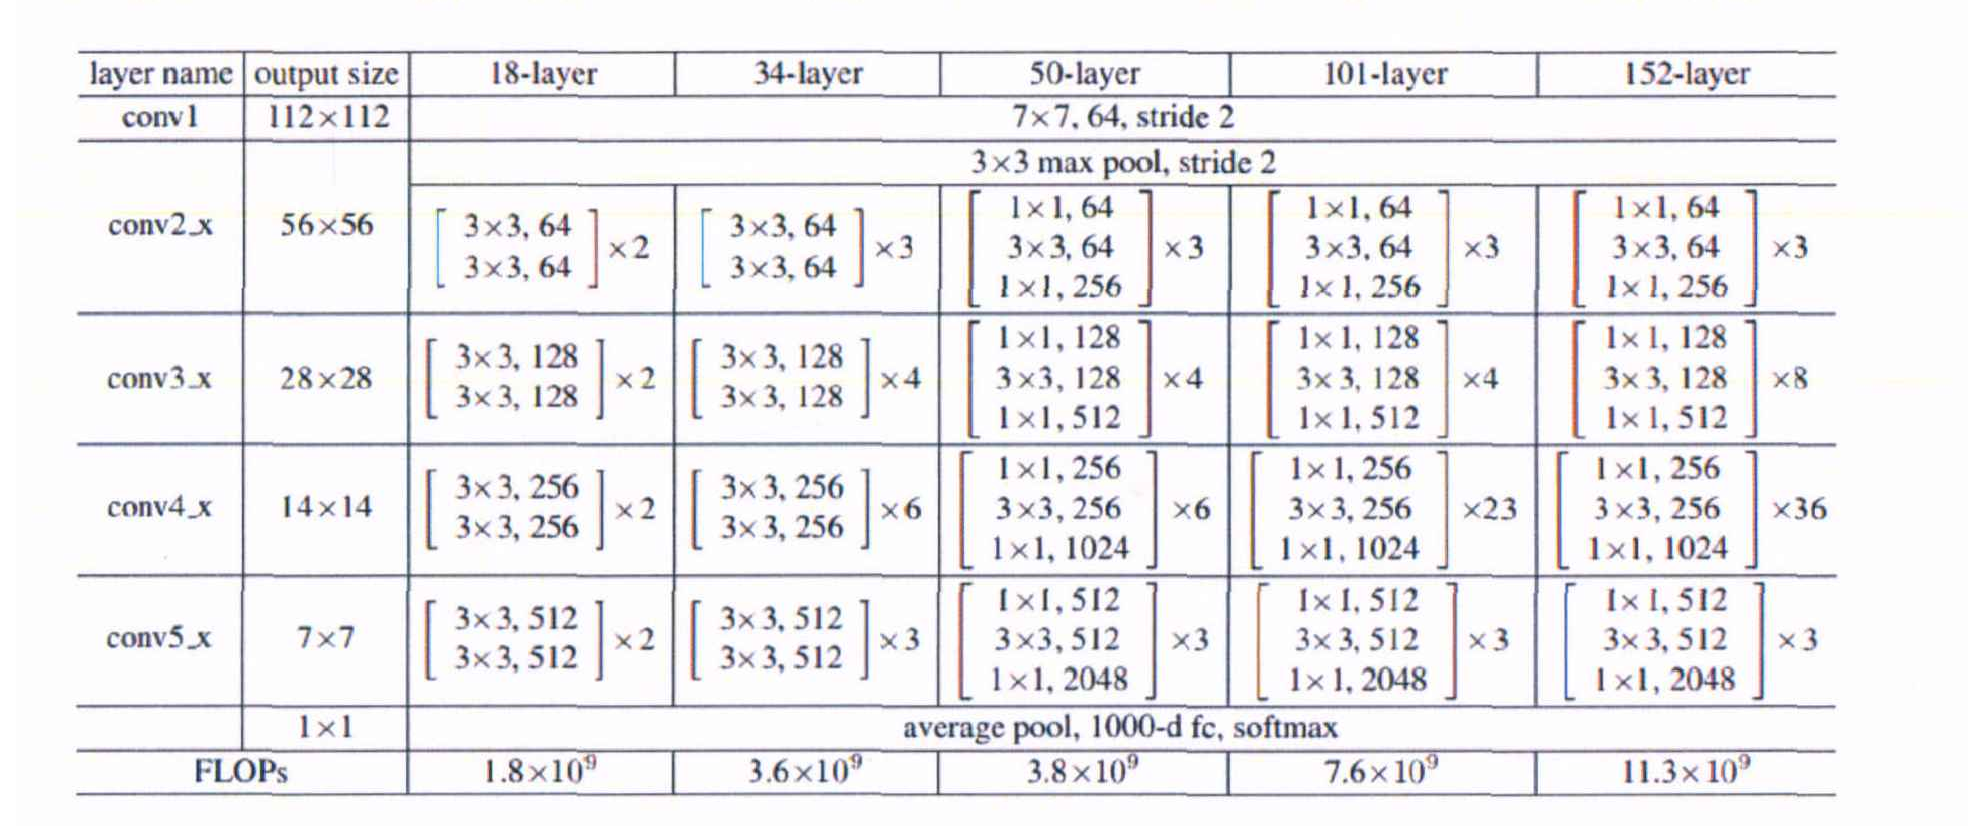 layer name output size 18-layer 34-layer 50-layer 101-layer 152-layer
conv1 112×112 7×7, 64, stride 2
3×3 max pool, stride 2
conv2_x 56×56 [3×3, 64 3×3, 64] ×2 [3×3, 64 3×3, 64] ×3 [1×1, 64 3×3, 64 1×1, 256] ×3 [1×1, 64 3×3, 64 1×1, 256] ×3 [1×1, 64 3×3, 64 1×1, 256] ×3
conv3_x 28×28 [3×3, 128 3×3, 128] ×2 [3×3, 128 3×3, 128] ×4 [1×1, 128 3×3, 128 1×1, 512] ×4 [1×1, 128 3×3, 128 1×1, 512] ×4 [1×1, 128 3×3, 128 1×1, 512] ×8
conv4_x 14×14 [3×3, 256 3×3, 256] ×2 [3×3, 256 3×3, 256] ×6 [1×1, 256 3×3, 256 1×1, 1024] ×6 [1×1, 256 3×3, 256 1×1, 1024] ×23 [1×1, 256 3×3, 256 1×1, 1024] ×36
conv5_x 7×7 [3×3, 512 3×3, 512] ×2 [3×3, 512 3×3, 512] ×3 [1×1, 512 3×3, 512 1×1, 2048] ×3 [1×1, 512 3×3, 512 1×1, 2048] ×3 [1×1, 512 3×3, 512 1×1, 2048] ×3
1×1 average pool, 1000-d fc, softmax
FLOPs 1.8×10⁹ 3.6×10⁹ 3.8×10⁹ 7.6×10⁹ 11.3×10⁹